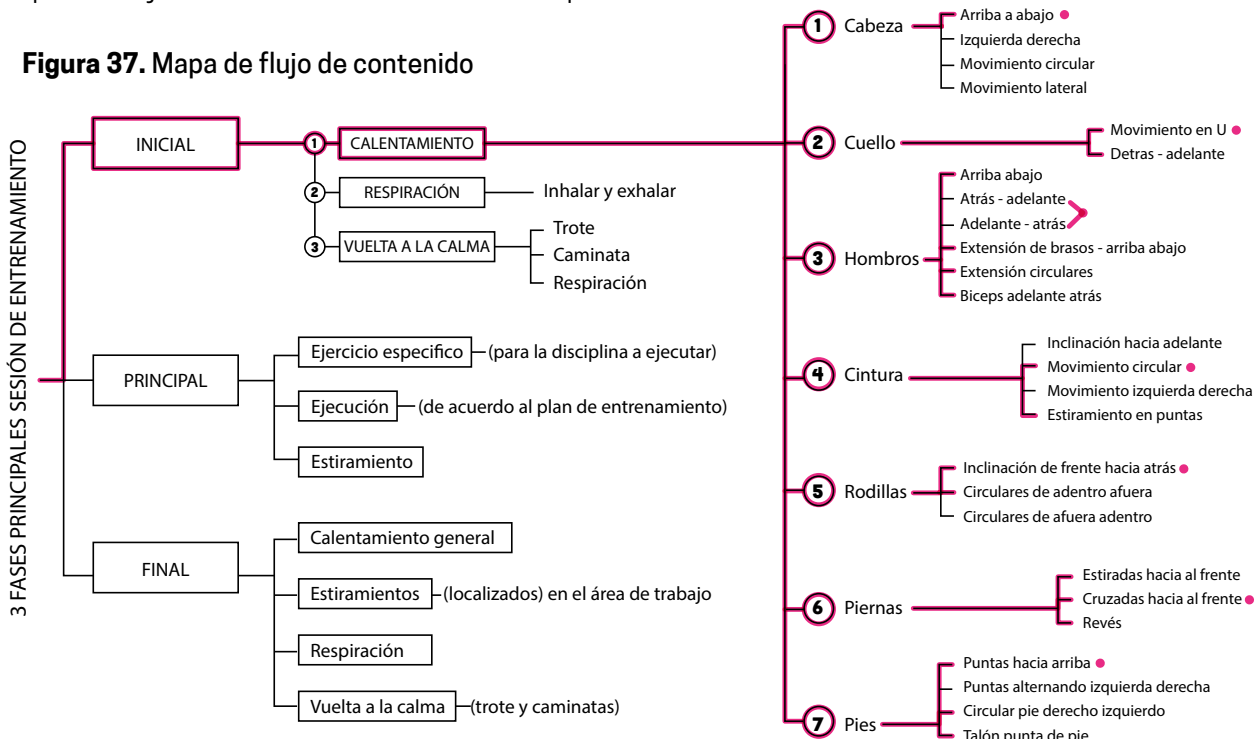 Figura 37. Mapa de flujo de contenido
3 FASES PRINCIPALES SESIÓN DE ENTRENAMIENTO
INICIAL
1
CALENTAMIENTO
2
RESPIRACIÓN
Inhalar y exhalar
3
VUELTA A LA CALMA
Trote
Caminata
Respiración
PRINCIPAL
Ejercicio especifico
(para la disciplina a ejecutar)
Ejecución
(de acuerdo al plan de entrenamiento)
Estiramiento
FINAL
Calentamiento general
Estiramientos
(localizados) en el área de trabajo
Respiración
Vuelta a la calma
(trote y caminatas)
1
Cabeza
Arriba a abajo
Izquierda derecha
Movimiento circular
Movimiento lateral
2
Cuello
Movimiento en U
Detras - adelante
3
Hombros
Arriba abajo
Atrás - adelante
Adelante - atrás
Extensión de brasos - arriba abajo
Extensión circulares
Biceps adelante atrás
4
Cintura
Inclinación hacia adelante
Movimiento circular
Movimiento izquierda derecha
Estiramiento en puntas
5
Rodillas
Inclinación de frente hacia atrás
Circulares de adentro afuera
Circulares de afuera adentro
6
Piernas
Estiradas hacia al frente
Cruzadas hacia al frente
Revés
7
Pies
Puntas hacia arriba
Puntas alternando izquierda derecha
Circular pie derecho izquierdo
Talón punta de pie